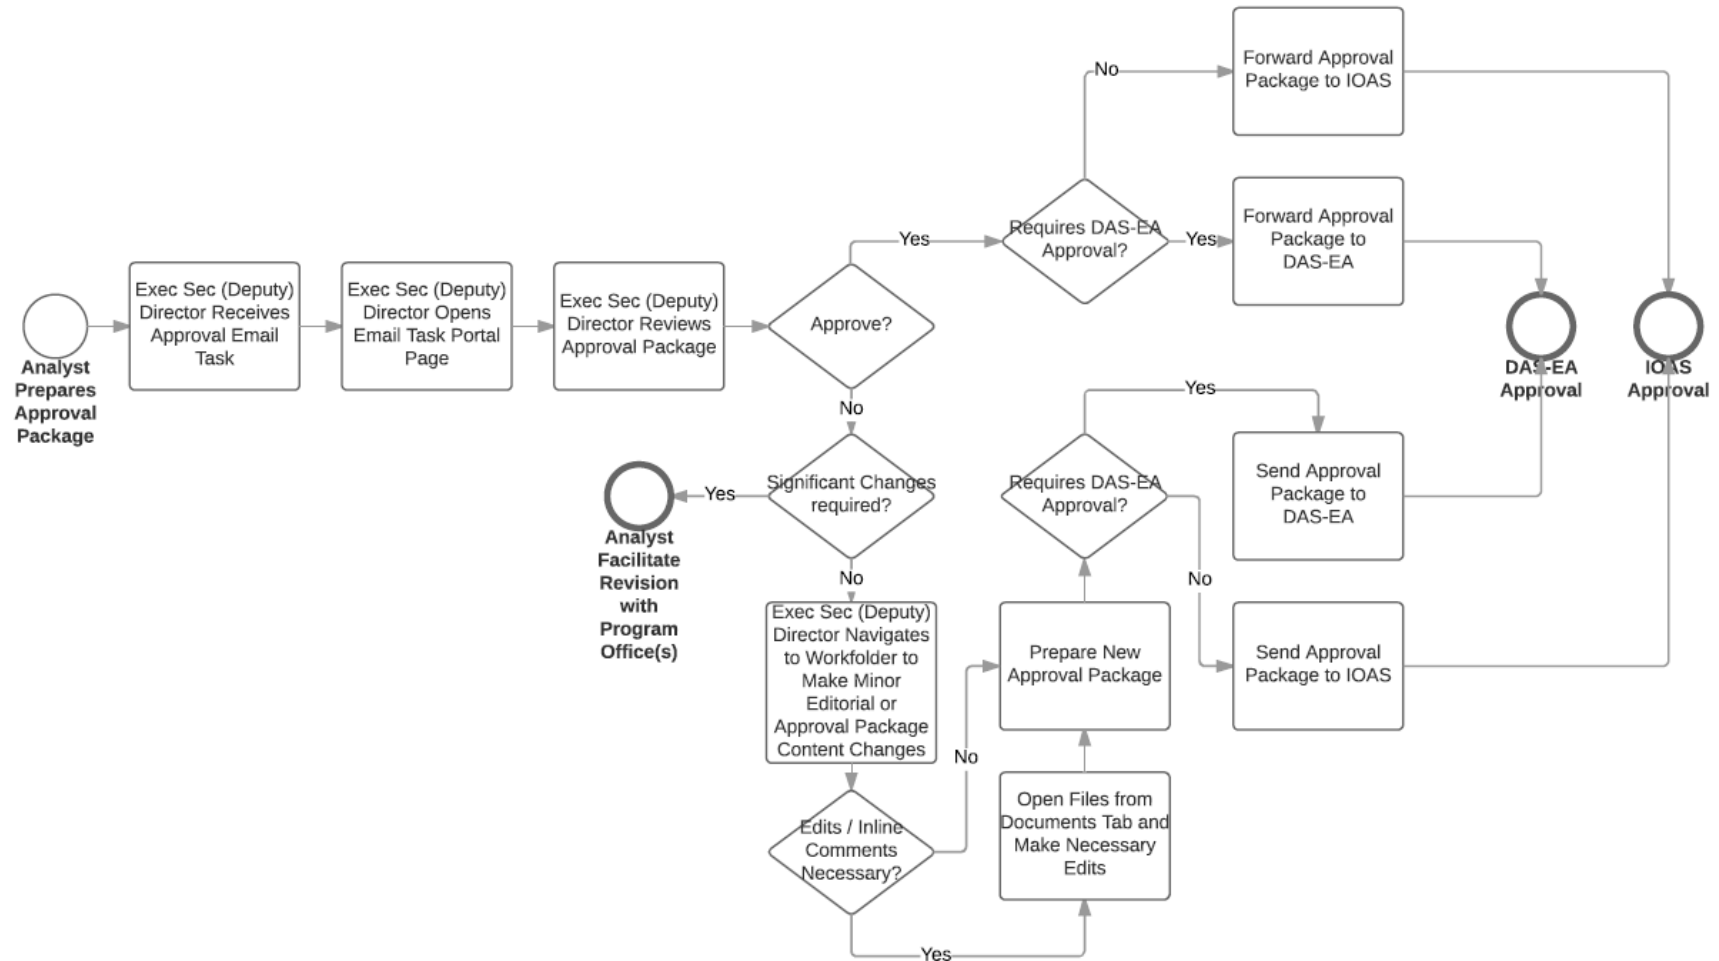 Forward Approval
Package to IOAS
No
Requires DAS-EA
Approval?
Yes
Forward Approval
Package to
DAS-EA
Yes
Analyst
Prepares
Approval
Package
Exec Sec (Deputy)
Director Receives
Approval Email
Task
Exec Sec (Deputy)
Director Opens
Email Task Portal
Page
Exec Sec (Deputy)
Director Reviews
Approval Package
Approve?
DAS-EA
Approval
IOAS
Approval
No
Significant Changes
required?
Yes
Analyst
Facilitate
Revision
with
Program
Office(s)
No
Exec Sec (Deputy)
Director Navigates
to Workfolder to
Make Minor
Editorial or
Approval Package
Content Changes
Edits / Inline
Comments
Necessary?
No
Yes
Open Files from
Documents Tab and
Make Necessary
Edits
Prepare New
Approval Package
Requires DAS-EA
Approval?
Yes
Send Approval
Package to
DAS-EA
No
Send Approval
Package to IOAS